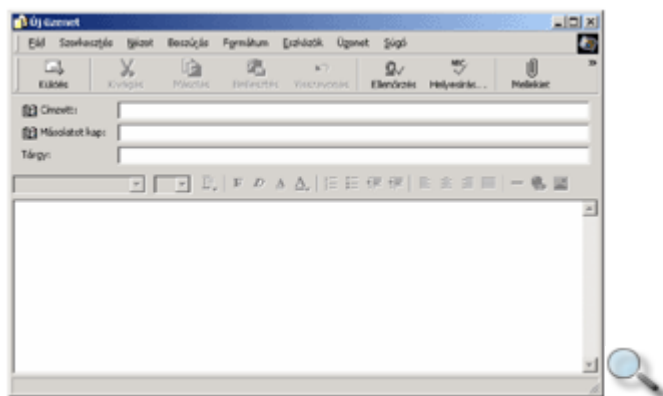 Új üzenet
Fájl Szerkesztés Nézet Beszúrás Formátum Eszközök Üzenet Súgó
Küldés Kivágás Másolás Beillesztés Visszavonás Ellenőrzés Helyesírás... Melléklet
Címzett:
Másolatot kap:
Tárgy:
F D A A